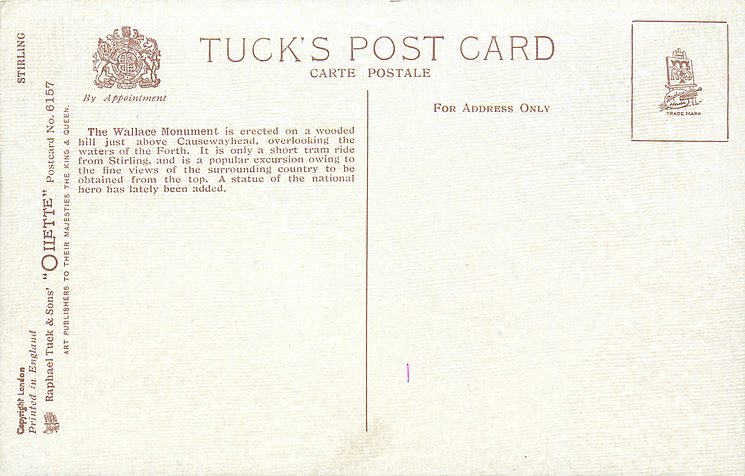 TUCK'S POST CARD
CARTE POSTALE
By Appointment
FOR ADDRESS ONLY
TRADE MARK
The Wallace Monument is erected on a wooded
hill just above Causewayhead, overlooking the
waters of the Forth. It is only a short tram ride
from Stirling, and is a popular excursion owing to
the fine views of the surrounding country to be
obtained from the top. A statue of the national
hero has lately been added.
STIRLING
Copyright London
Printed in England
Raphael Tuck & Sons' "OILETTE" Postcard No. 6157
ART PUBLISHERS TO THEIR MAJESTIES THE KING & QUEEN.